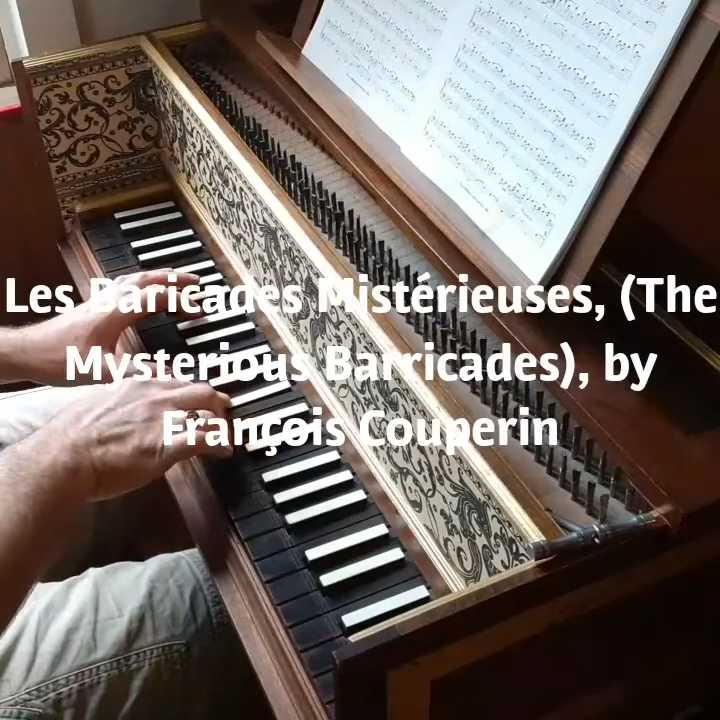 Les Baricades Mistérieuses, (The
Mysterious Barricades), by
François Couperin